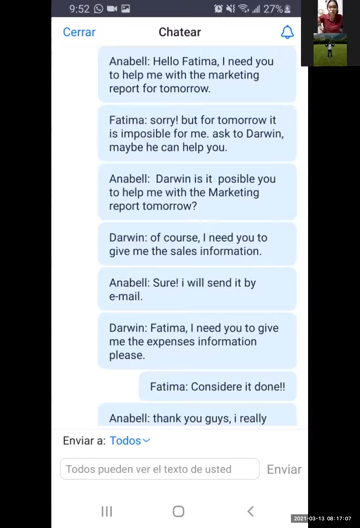 9:52 27%
Cerrar Chatear
Anabell: Hello Fatima, I need you
to help me with the marketing
report for tomorrow.
Fatima: sorry! but for tomorrow it
is imposible for me. ask to Darwin,
maybe he can help you.
Anabell:  Darwin is it  posible you
to help me with the Marketing
report tomorrow?
Darwin: of course, I need you to
give me the sales information.
Anabell: Sure! i will send it by
e-mail.
Darwin: Fatima, I need you to give
me the expenses information
please.
Fatima: Considere it done!!
Anabell: thank you guys, i really
Enviar a: Todos
Todos pueden ver el texto de usted Enviar
2021-03-13 08:17:07